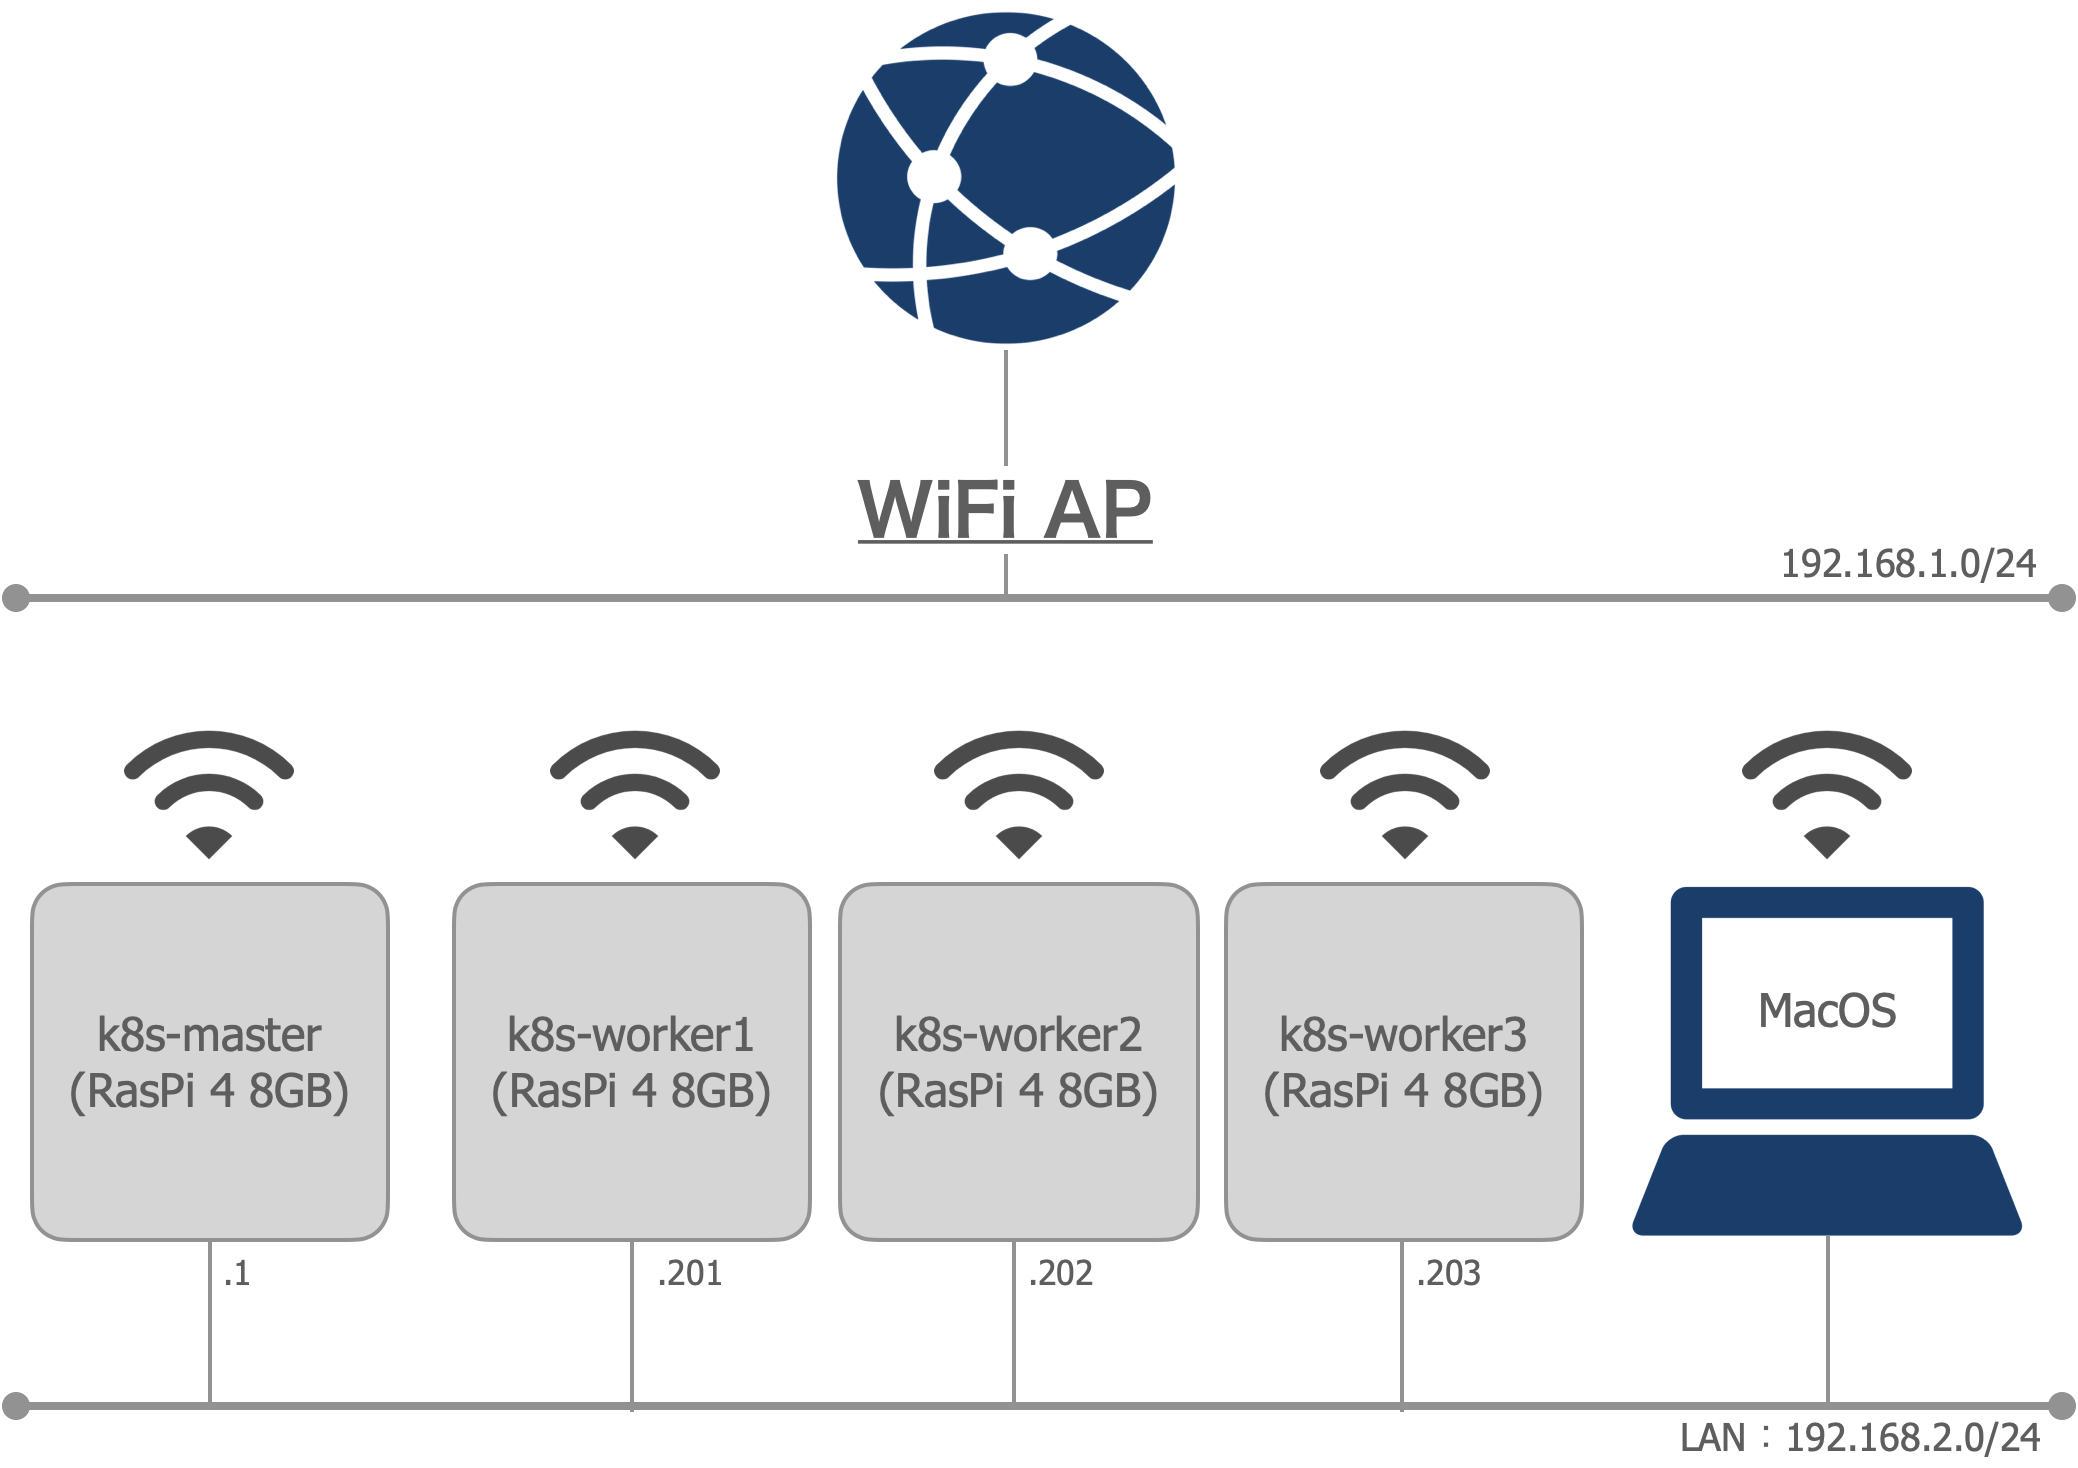 WiFi AP
192.168.1.0/24
k8s-master
(RasPi 4 8GB)
k8s-worker1
(RasPi 4 8GB)
k8s-worker2
(RasPi 4 8GB)
k8s-worker3
(RasPi 4 8GB)
MacOS
.1
.201
.202
.203
LAN：192.168.2.0/24